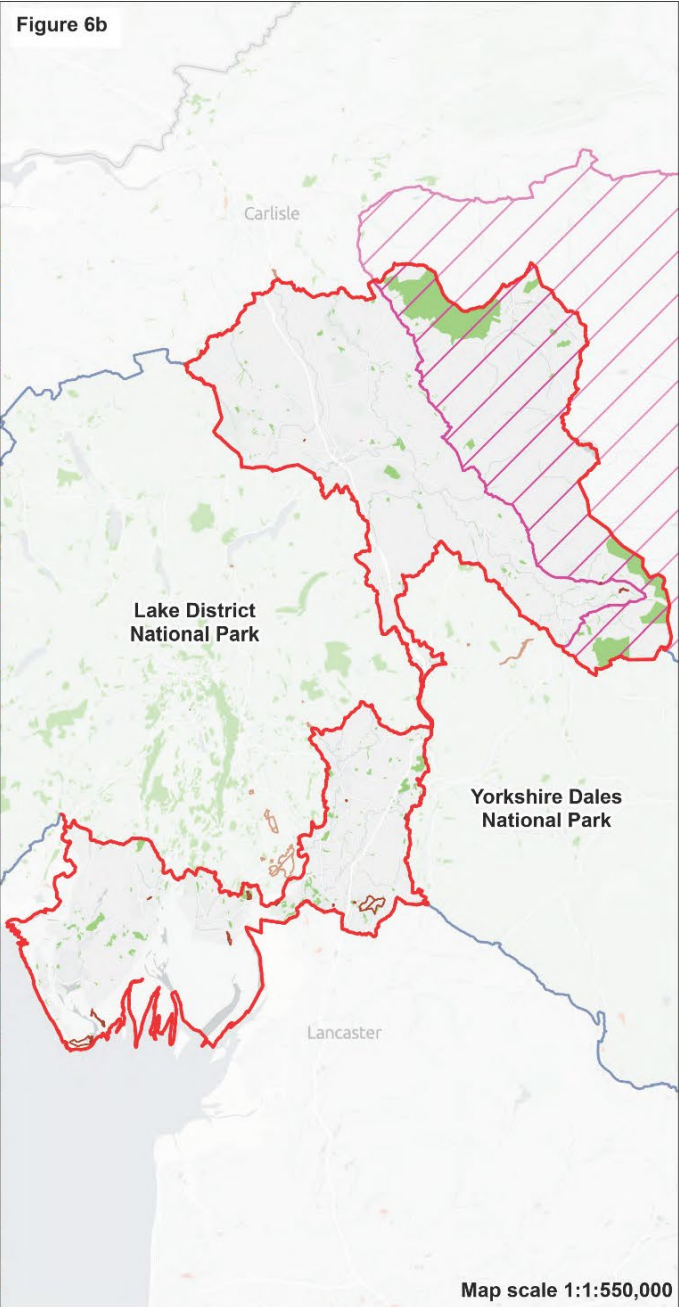 Figure 6b
Carlisle
Lake District
National Park
Yorkshire Dales
National Park
Lancaster
Map scale 1:1:550,000